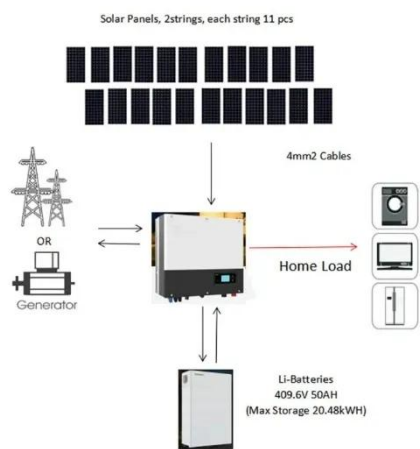 Solar Panels, 2strings, each string 11 pcs
4mm2 Cables
OR
Generator
Home Load
Li-Batteries
409.6V 50AH
(Max Storage 20.48kWH)